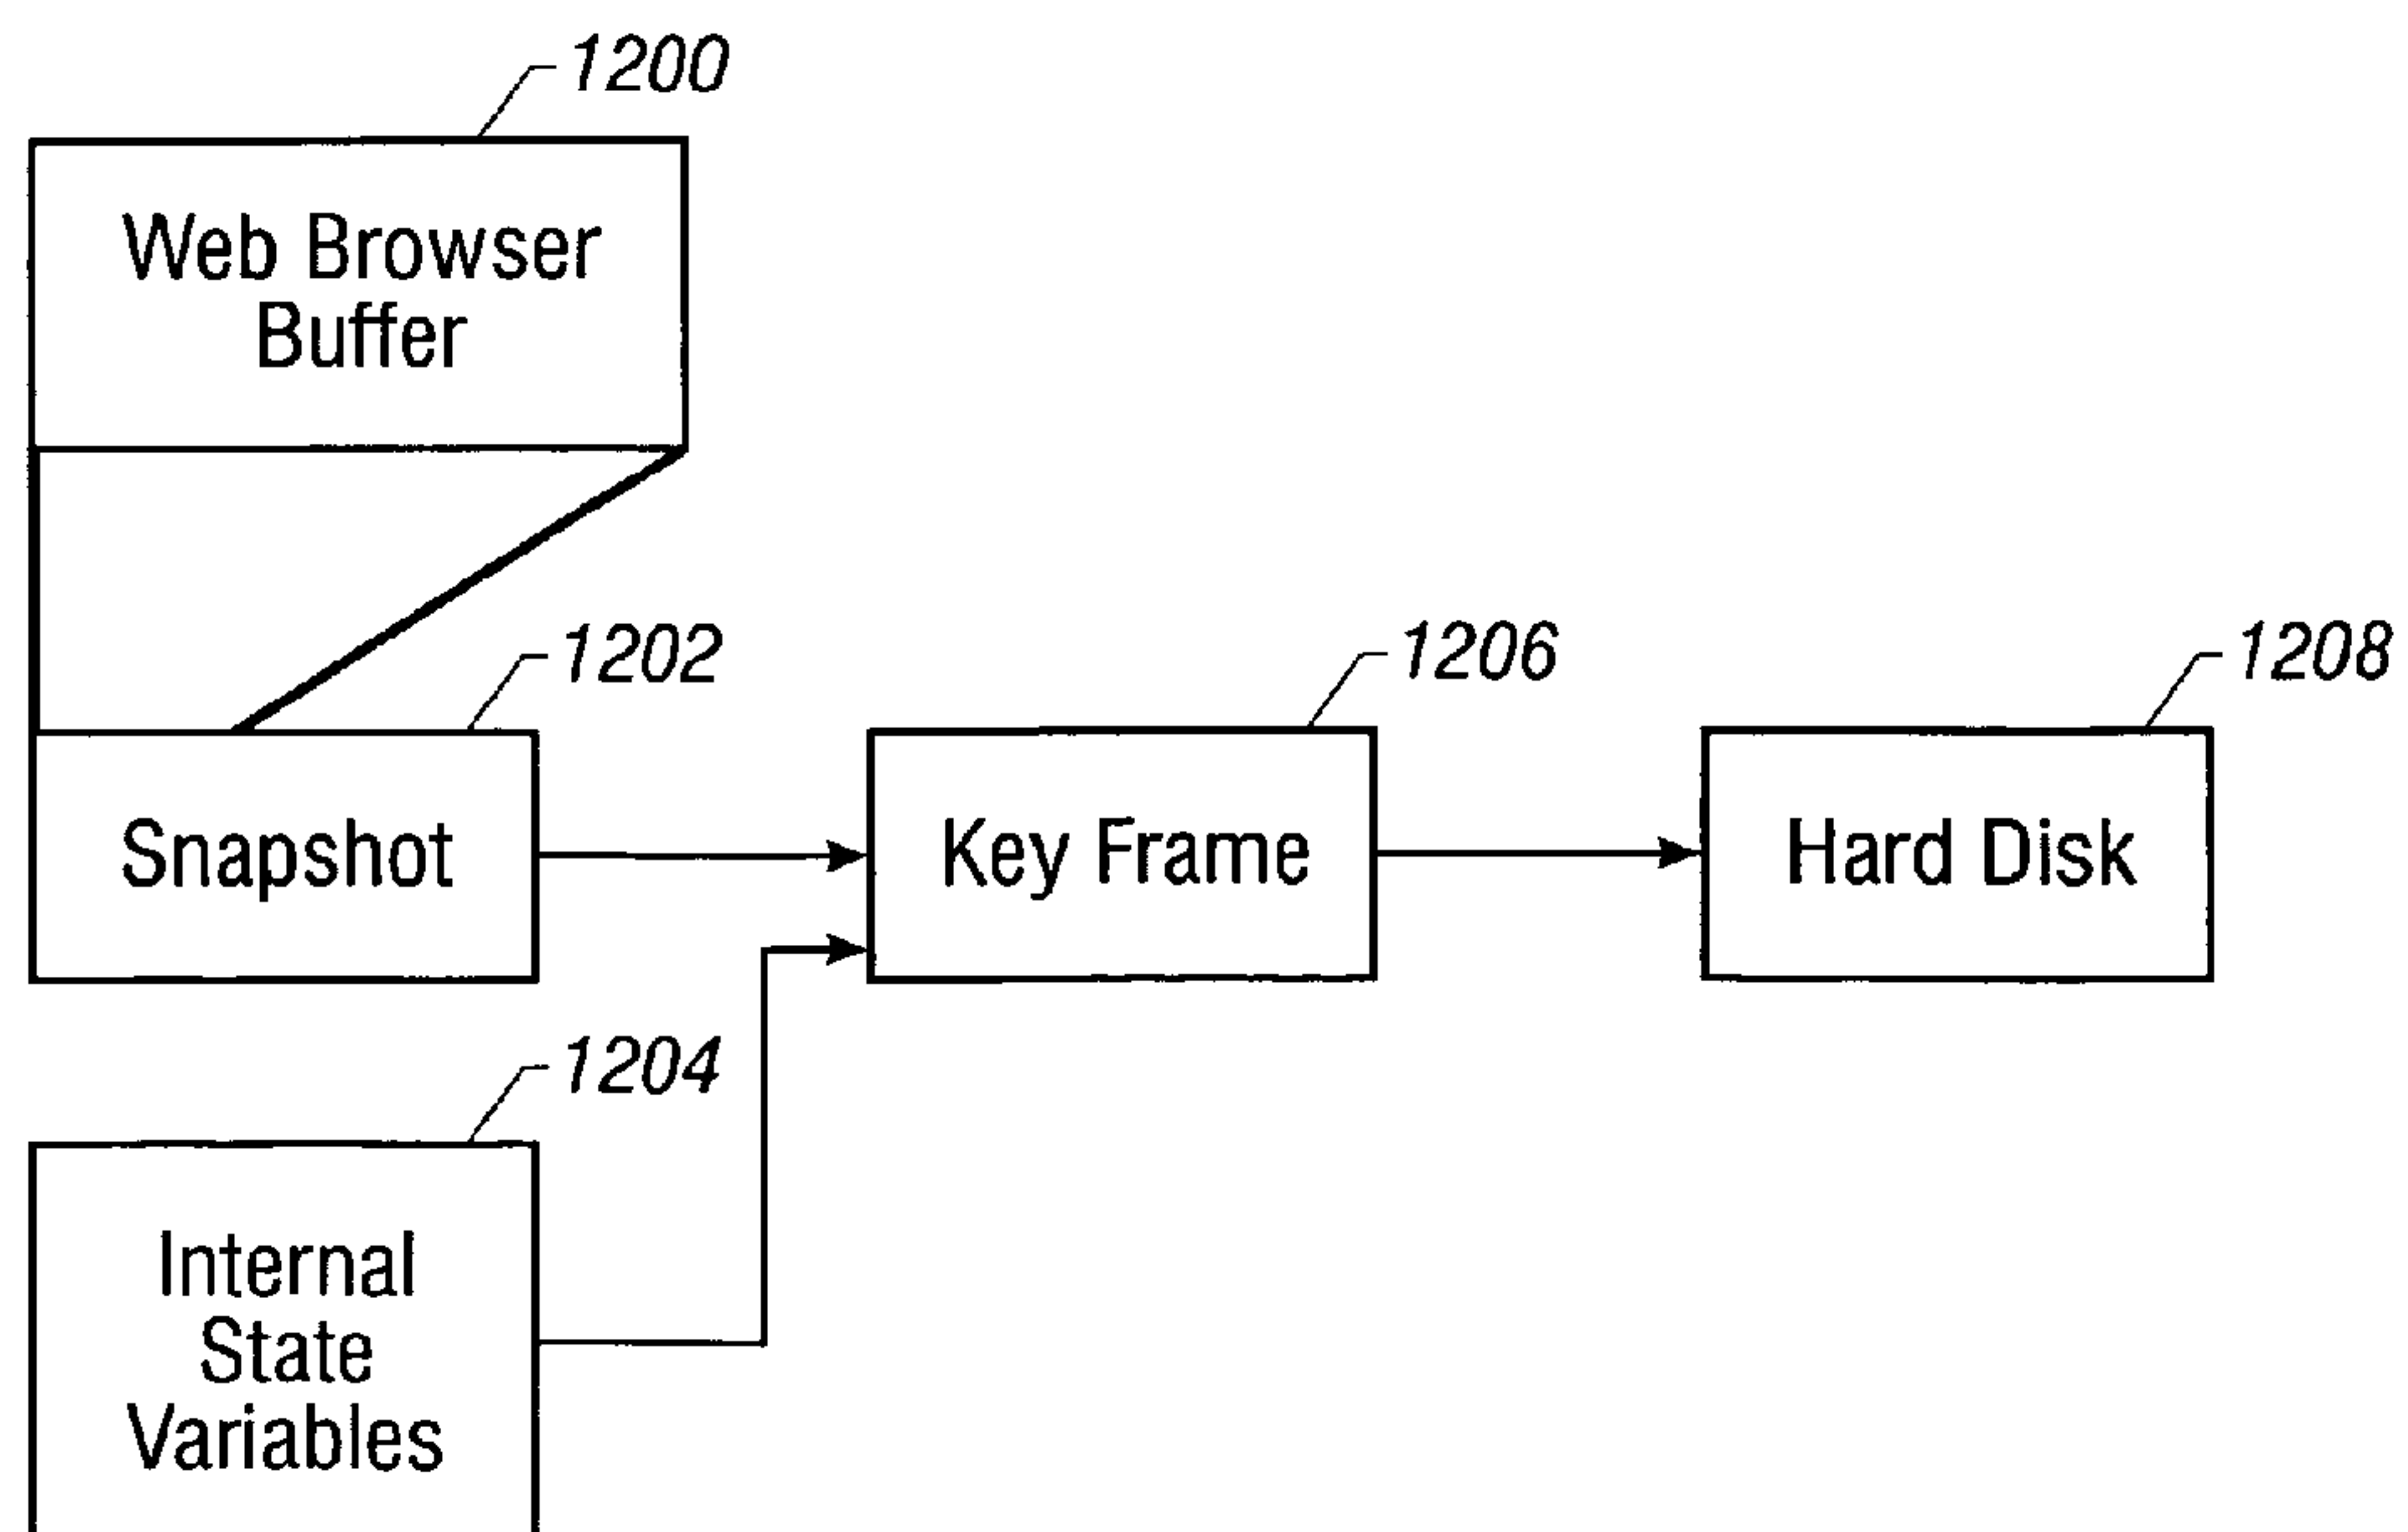 1200
Web Browser
Buffer
1202
1206
1208
Snapshot
Key Frame
Hard Disk
1204
Internal
State
Variables